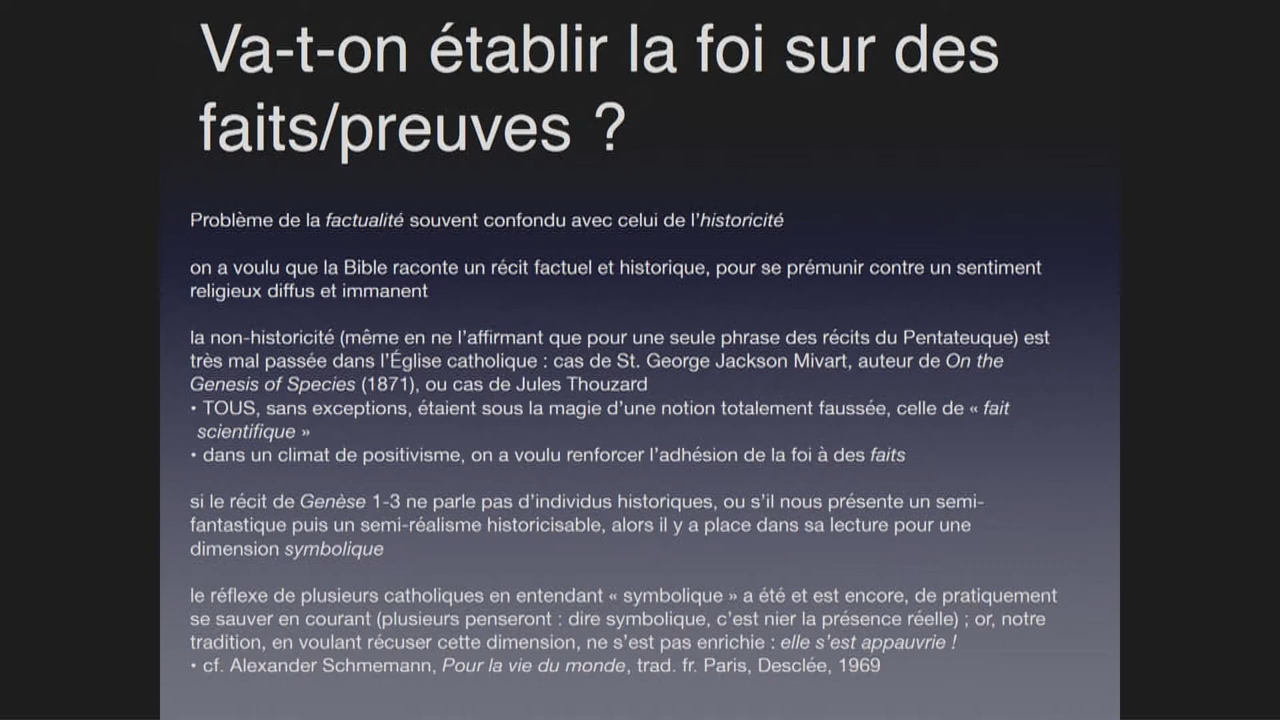 Va-t-on établir la foi sur des
faits/preuves ?
Problème de la factualité souvent confondu avec celui de l'historicité
on a voulu que la Bible raconte un récit factuel et historique, pour se prémunir contre un sentiment
religieux diffus et immanent
la non-historicité (même en ne l'affirmant que pour une seule phrase des récits du Pentateuque) est
très mal passée dans l'Église catholique : cas de St. George Jackson Mivart, auteur de On the
Genesis of Species (1871), ou cas de Jules Thouzard
• TOUS, sans exceptions, étaient sous la magie d'une notion totalement faussée, celle de « fait
scientifique »
• dans un climat de positivisme, on a voulu renforcer l'adhésion de la foi à des faits
si le récit de Genèse 1-3 ne parle pas d'individus historiques, ou s'il nous présente un semi-
fantastique puis un semi-réalisme historicisable, alors il y a place dans sa lecture pour une
dimension symbolique
le réflexe de plusieurs catholiques en entendant « symbolique » a été et est encore, de pratiquement
se sauver en courant (plusieurs penseront : dire symbolique, c'est nier la présence réelle) ; or, notre
tradition, en voulant récuser cette dimension, ne s'est pas enrichie : elle s'est appauvrie !
• cf. Alexander Schmemann, Pour la vie du monde, trad. fr. Paris, Desclée, 1969